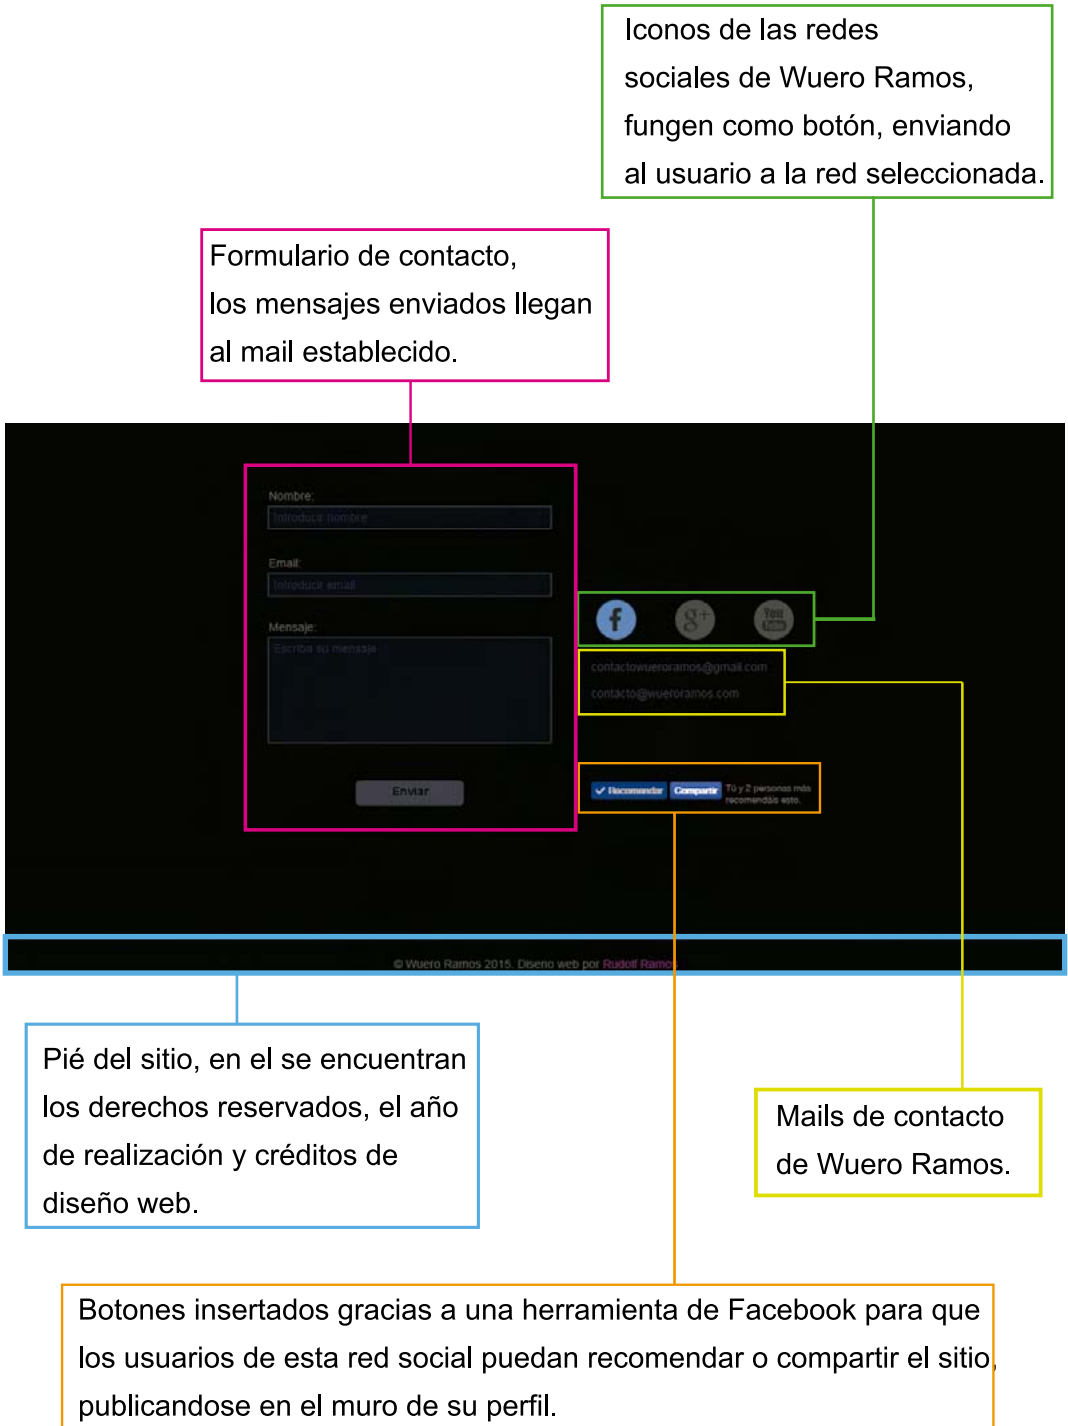 Iconos de las redes
sociales de Wuero Ramos,
fungen como botón, enviando
al usuario a la red seleccionada.
Formulario de contacto,
los mensajes enviados llegan
al mail establecido.
Nombre:
Introducir nombre
Email:
Introducir email
Mensaje:
Escriba su mensaje
Enviar
f
g+
You
Tube
contactowueroramos@gmail.com
contacto@wueroramos.com
Recomendar Compartir Tú y 2 personas más
recomendáis esto.
© Wuero Ramos 2015. Diseno web por Rudolf Ramos
Pié del sitio, en el se encuentran
los derechos reservados, el año
de realización y créditos de
diseño web.
Mails de contacto
de Wuero Ramos.
Botones insertados gracias a una herramienta de Facebook para que
los usuarios de esta red social puedan recomendar o compartir el sitio,
publicandose en el muro de su perfil.